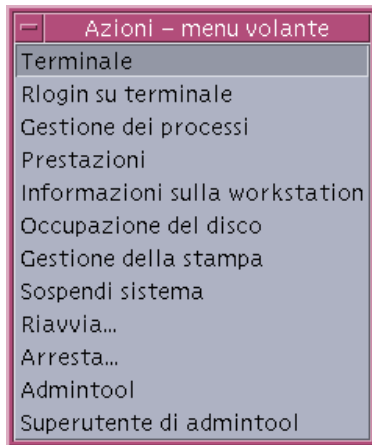 Azioni – menu volante
Terminale
Rlogin su terminale
Gestione dei processi
Prestazioni
Informazioni sulla workstation
Occupazione del disco
Gestione della stampa
Sospendi sistema
Riavvia...
Arresta...
Admintool
Superutente di admintool